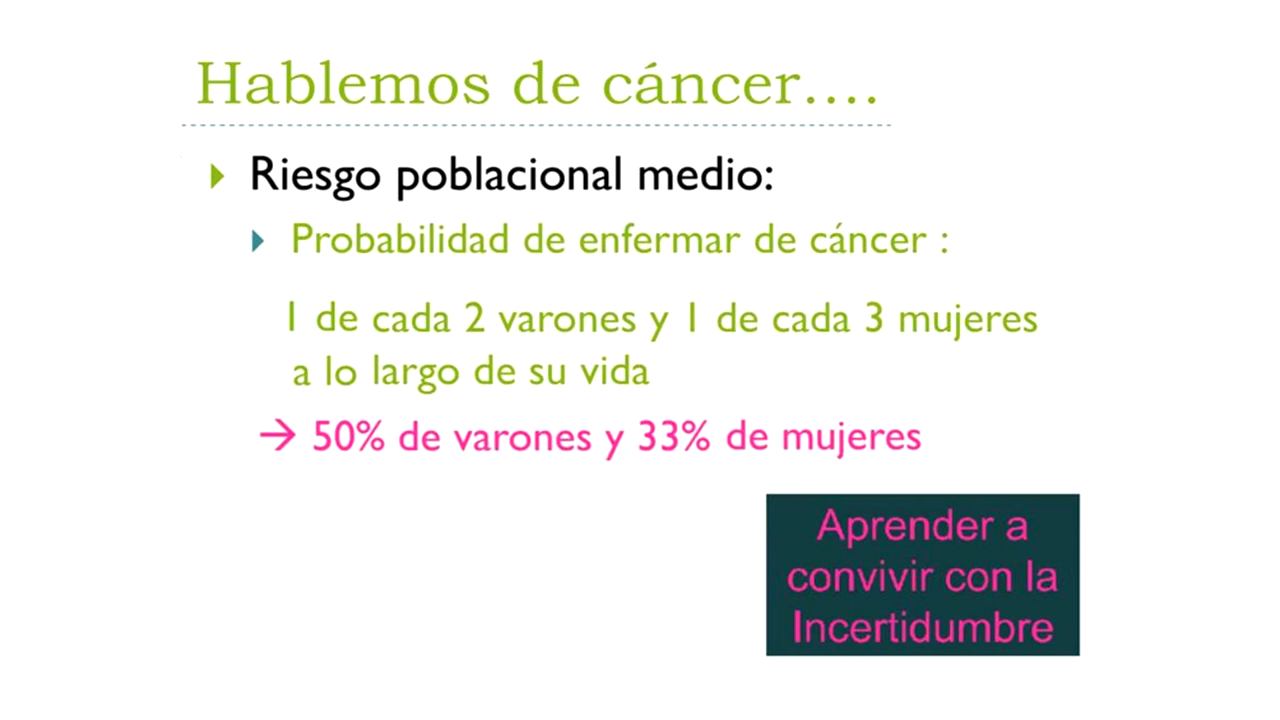 Hablemos de cáncer....
Riesgo poblacional medio:
Probabilidad de enfermar de cáncer :
1 de cada 2 varones y 1 de cada 3 mujeres
a lo largo de su vida
→ 50% de varones y 33% de mujeres
Aprender a
convivir con la
Incertidumbre